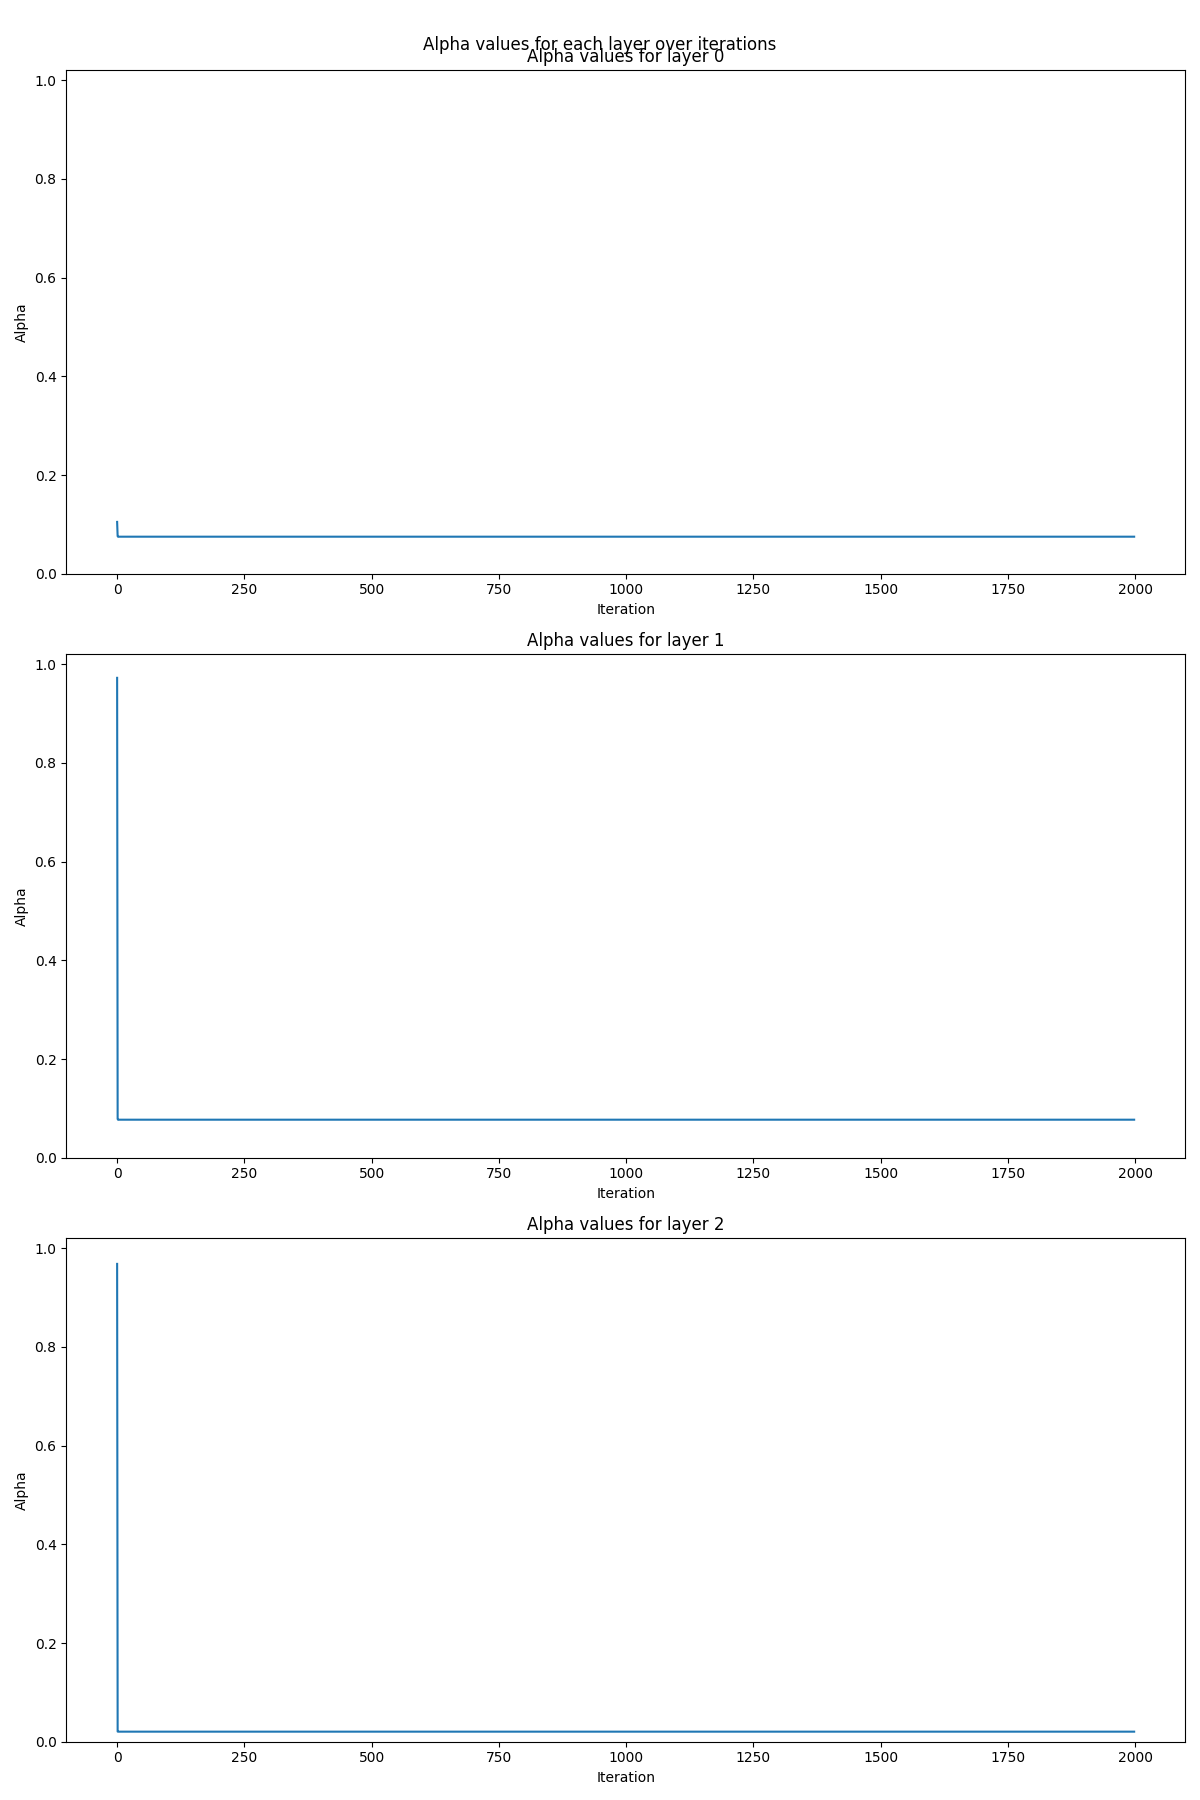 Alpha values for each layer over iterations
Alpha values for layer 0
1.0
0.8
0.6
0.4
0.2
0.0
Alpha
0 250 500 750 1000 1250 1500 1750 2000
Iteration
Alpha values for layer 1
1.0
0.8
0.6
0.4
0.2
0.0
Alpha
0 250 500 750 1000 1250 1500 1750 2000
Iteration
Alpha values for layer 2
1.0
0.8
0.6
0.4
0.2
0.0
Alpha
0 250 500 750 1000 1250 1500 1750 2000
Iteration